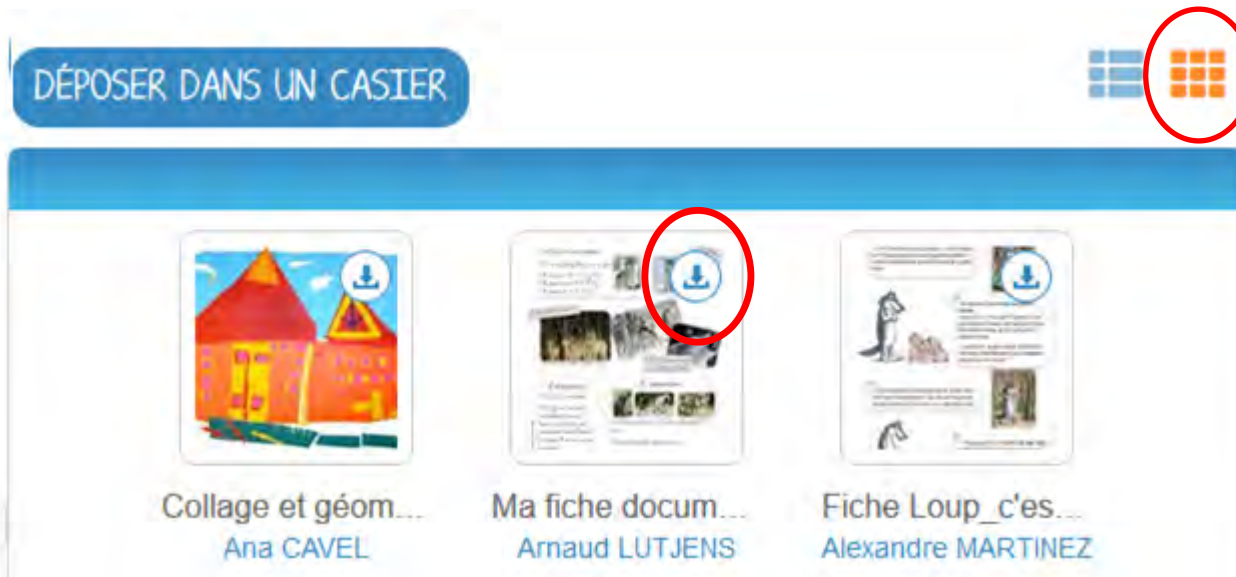 DÉPOSER DANS UN CASIER
Collage et géom...
Ma fiche docum...
Fiche Loup_c'es...
Ana CAVEL
Arnaud LUTJENS
Alexandre MARTINEZ